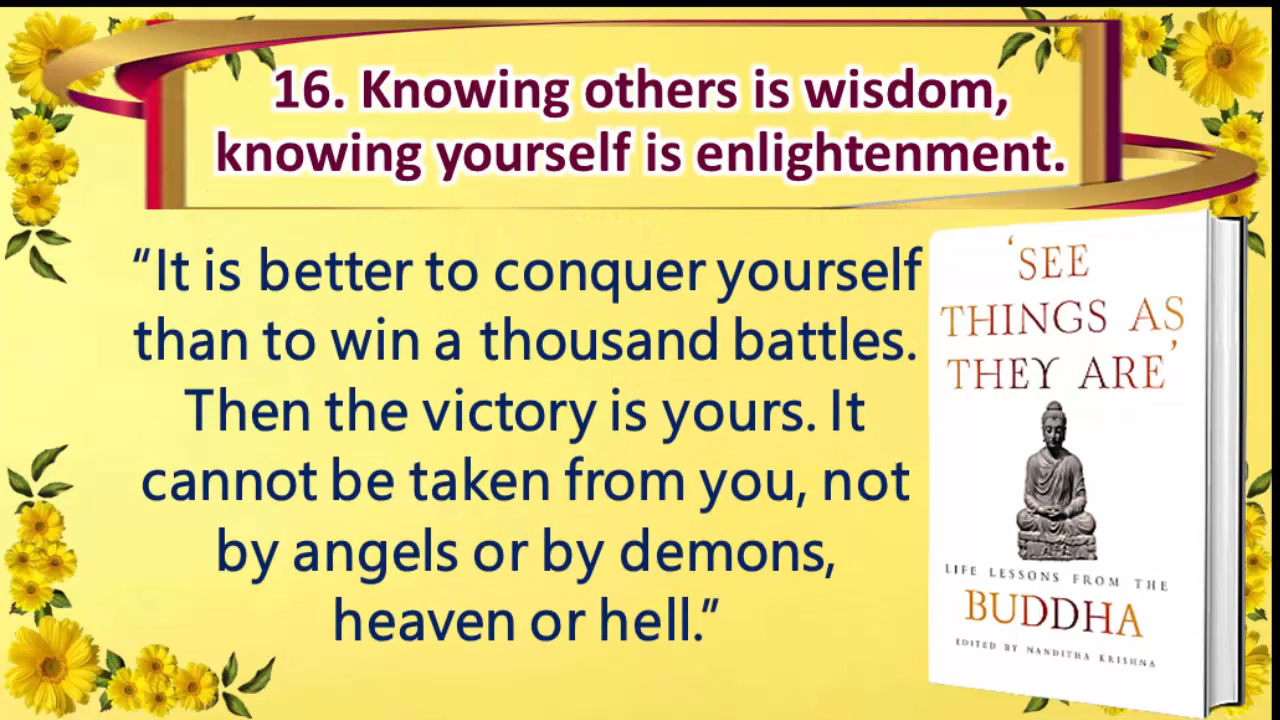 16. Knowing others is wisdom,
knowing yourself is enlightenment.
“It is better to conquer yourself
than to win a thousand battles.
Then the victory is yours. It
cannot be taken from you, not
by angels or by demons,
heaven or hell.”
‘SEE
THINGS AS
THEY ARE’
LIFE LESSONS FROM THE
BUDDHA
EDITED BY NANDITHA KRISHNA